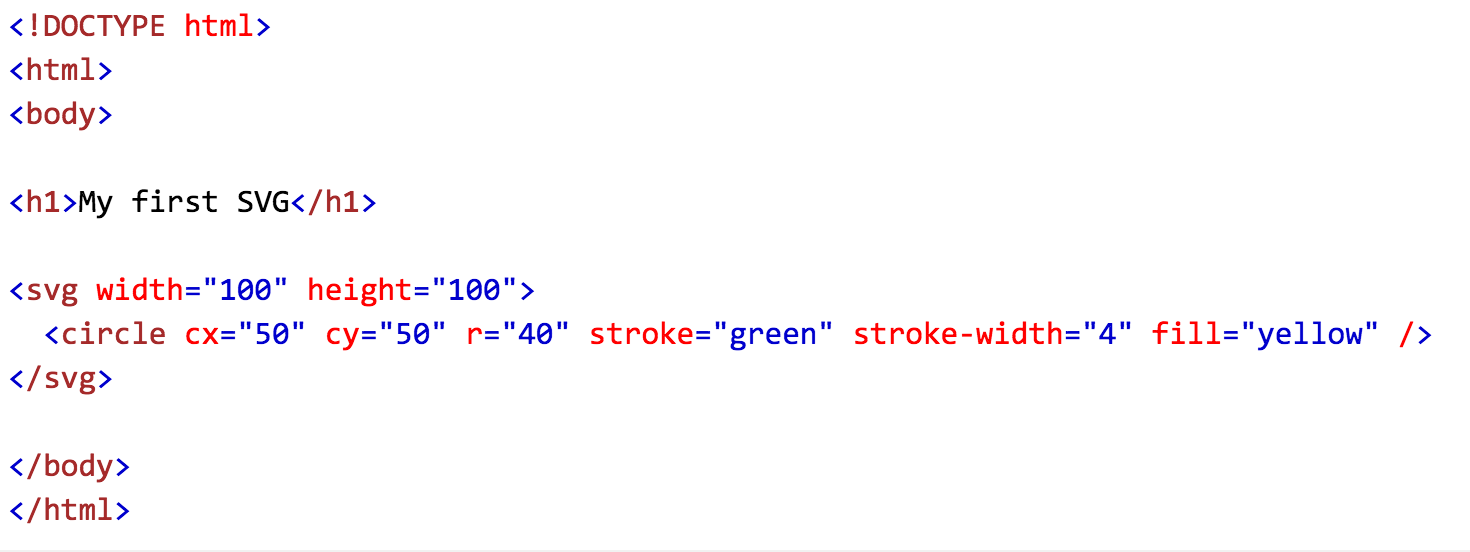 <!DOCTYPE html>
<html>
<body>
<h1>My first SVG</h1>
<svg width="100" height="100">
<circle cx="50" cy="50" r="40" stroke="green" stroke-width="4" fill="yellow" />
</svg>
</body>
</html>